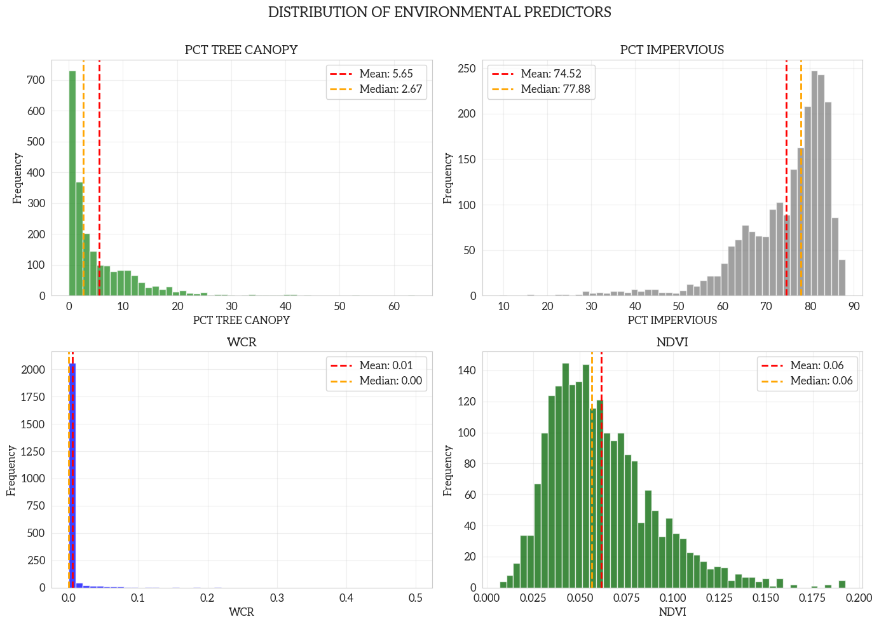 DISTRIBUTION OF ENVIRONMENTAL PREDICTORS
PCT TREE CANOPY
Mean: 5.65
Median: 2.67
Frequency
700
600
500
400
300
200
100
0
0 10 20 30 40 50 60
PCT TREE CANOPY
PCT IMPERVIOUS
Mean: 74.52
Median: 77.88
Frequency
250
200
150
100
50
0
10 20 30 40 50 60 70 80 90
PCT IMPERVIOUS
WCR
Mean: 0.01
Median: 0.00
Frequency
2000
1750
1500
1250
1000
750
500
250
0
0.0 0.1 0.2 0.3 0.4 0.5
WCR
NDVI
Mean: 0.06
Median: 0.06
Frequency
140
120
100
80
60
40
20
0
0.000 0.025 0.050 0.075 0.100 0.125 0.150 0.175 0.200
NDVI